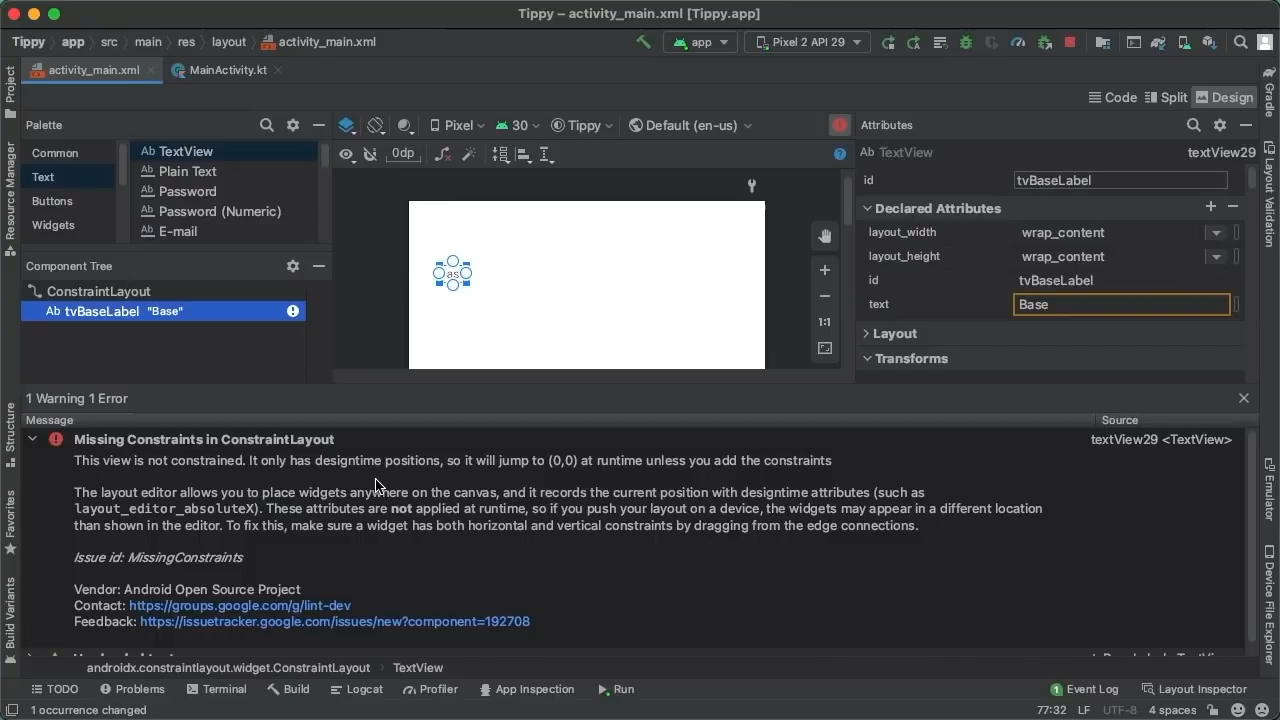 Tippy – activity_main.xml [Tippy.app]
Tippy app src main res layout activity_main.xml app Pixel 2 API 29
activity_main.xml MainActivity.kt
Code Split Design
Palette Pixel 30 Tippy Default (en-us) Attributes
Common
Text
Buttons
Widgets
Ab TextView
Ab Plain Text
Ab Password
Ab Password (Numeric)
Ab E-mail
0dp
Ab TextView textView29
id tvBaseLabel
Declared Attributes
layout_width wrap_content
layout_height wrap_content
id tvBaseLabel
text Base
Layout
Transforms
Component Tree
ConstraintLayout
Ab tvBaseLabel "Base"
as
1:1
1 Warning 1 Error
Message Source
Missing Constraints in ConstraintLayout textView29 <TextView>
This view is not constrained. It only has designtime positions, so it will jump to (0,0) at runtime unless you add the constraints
The layout editor allows you to place widgets anywhere on the canvas, and it records the current position with designtime attributes (such as
layout_editor_absoluteX). These attributes are not applied at runtime, so if you push your layout on a device, the widgets may appear in a different location
than shown in the editor. To fix this, make sure a widget has both horizontal and vertical constraints by dragging from the edge connections.
Issue id: MissingConstraints
Vendor: Android Open Source Project
Contact: https://groups.google.com/g/lint-dev
Feedback: https://issuetracker.google.com/issues/new?component=192708
androidx.constraintlayout.widget.ConstraintLayout TextView
TODO Problems Terminal Build Logcat Profiler App Inspection Run 1 Event Log Layout Inspector
1 occurrence changed 77:32 LF UTF-8 4 spaces
Project
Resource Manager
Structure
Favorites
Build Variants
Gradle
Layout Validation
Emulator
Device File Explorer